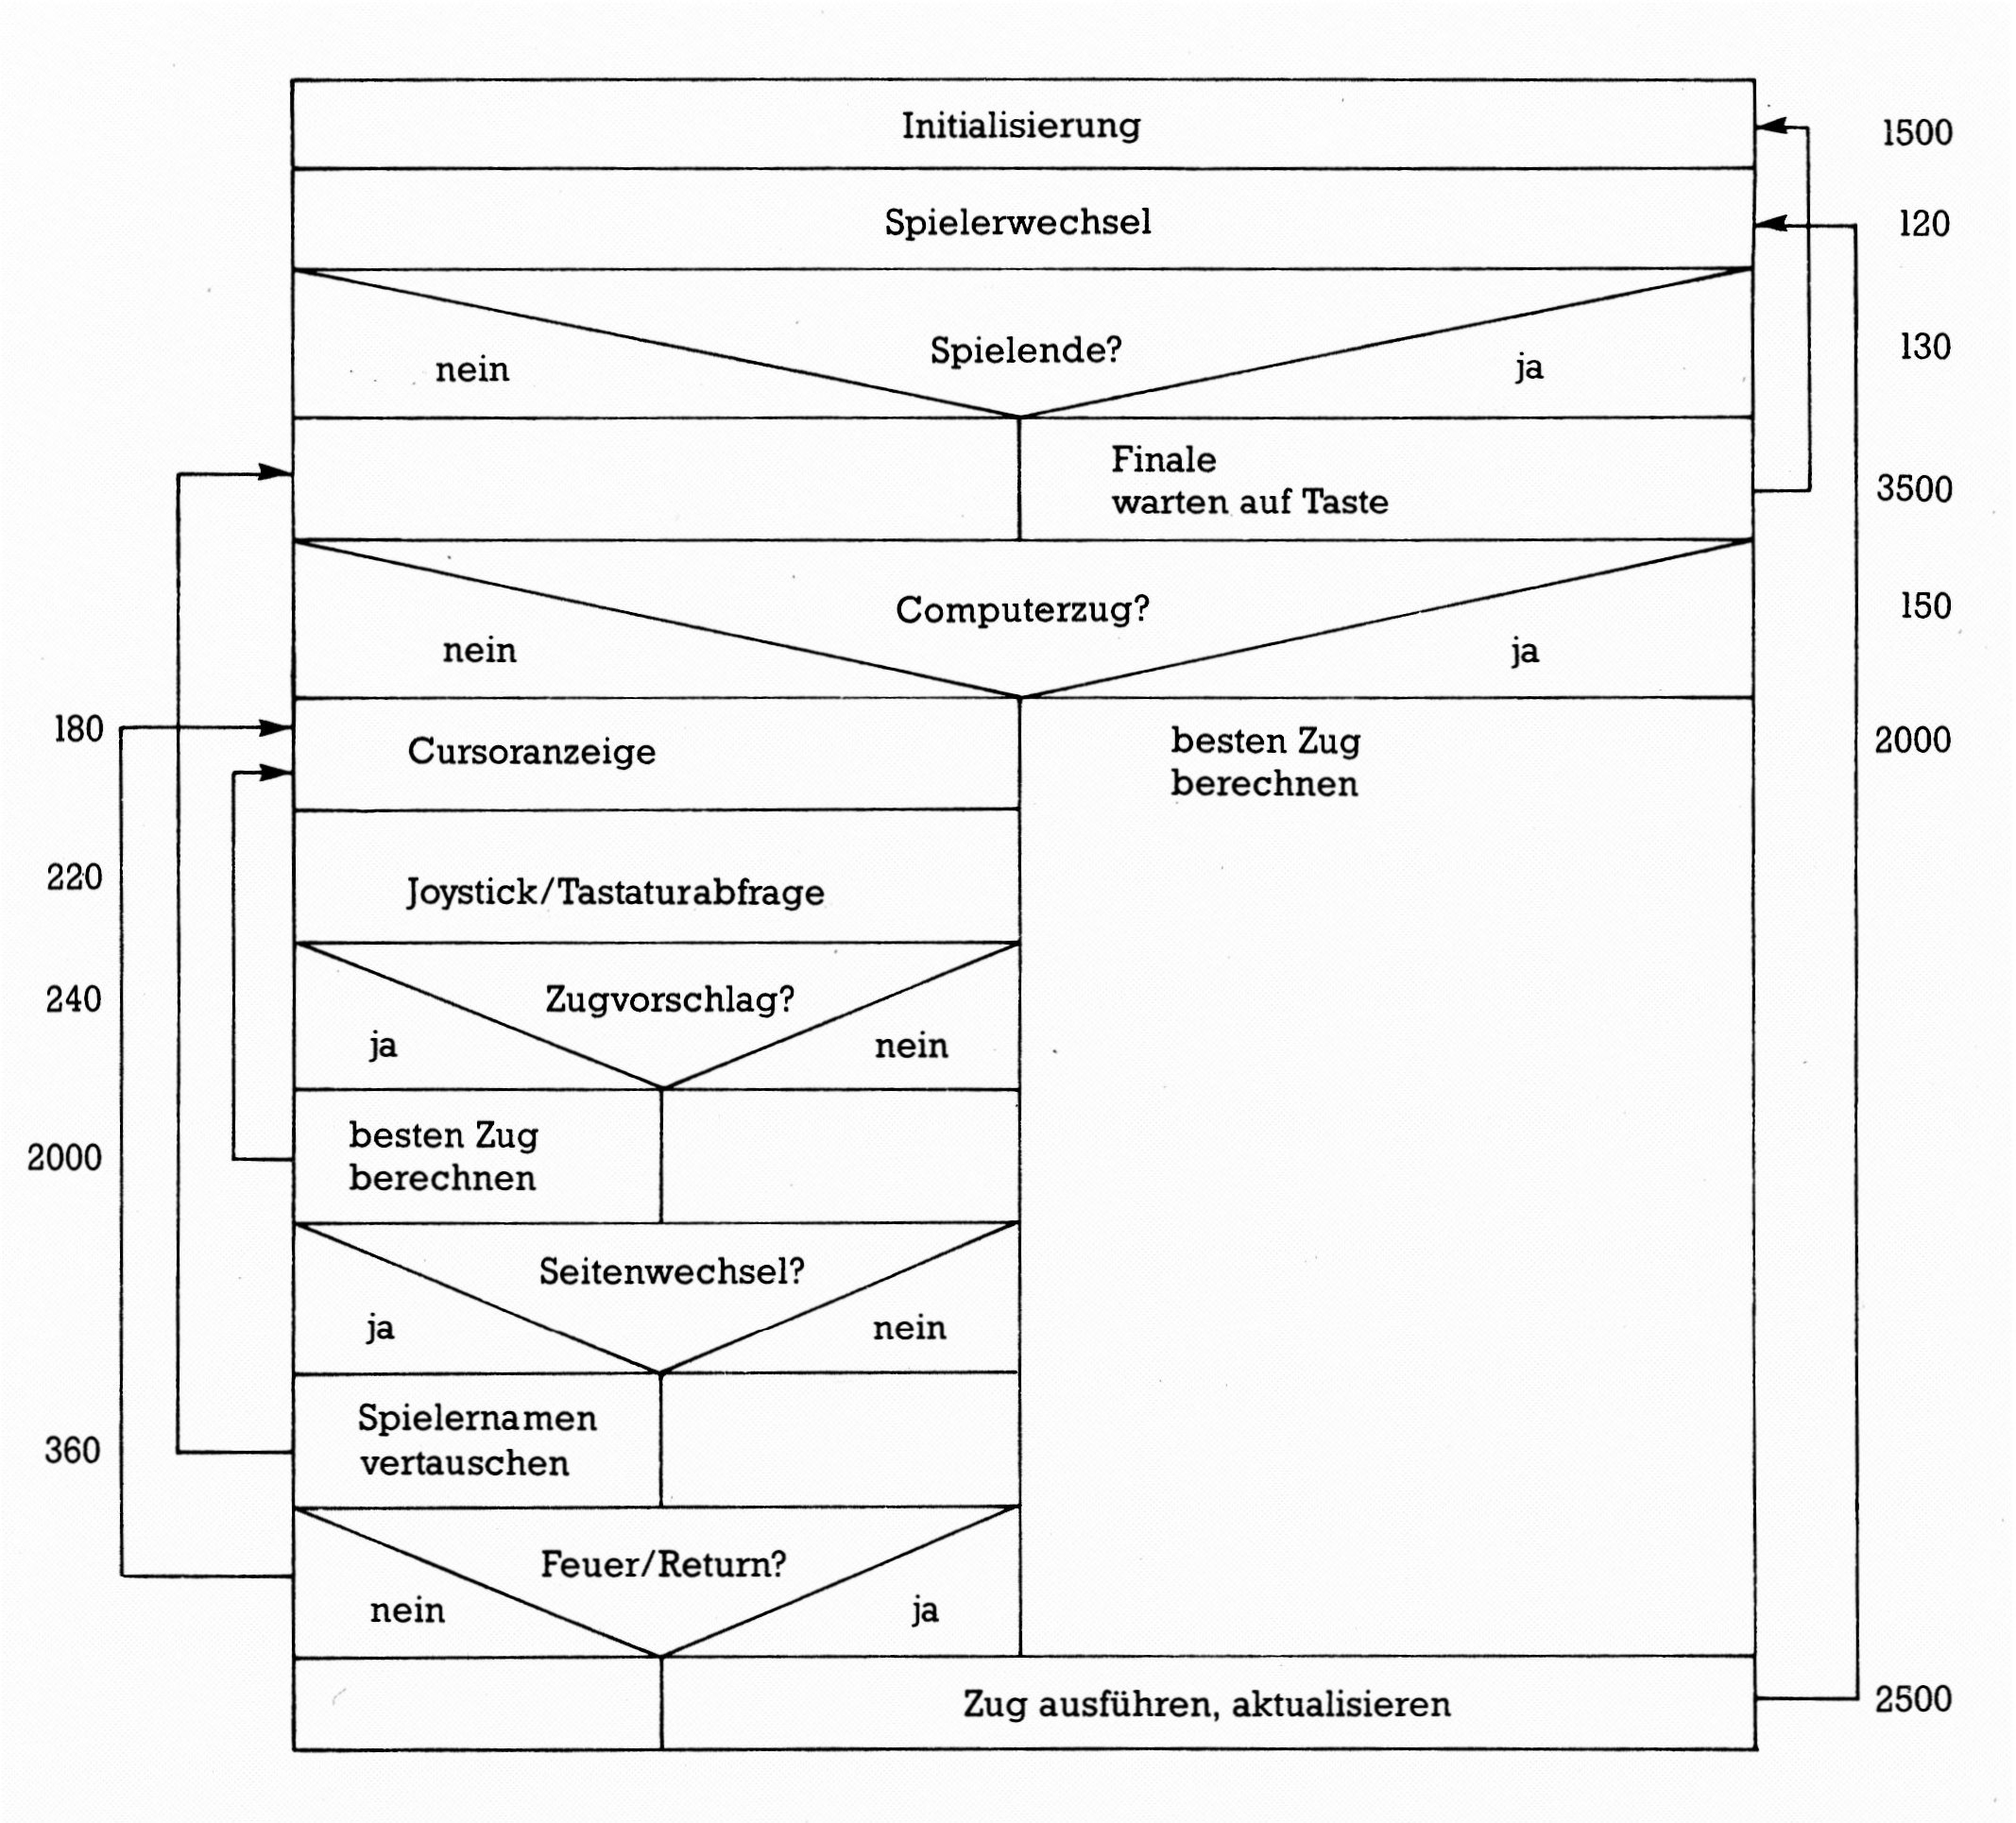 Initialisierung
1500
Spielerwechsel
120
Spielende?
130
nein
ja
Finale
warten auf Taste
3500
Computerzug?
150
nein
ja
180
Cursoranzeige
besten Zug
berechnen
2000
220
Joystick/Tastaturabfrage
240
Zugvorschlag?
ja
nein
2000
besten Zug
berechnen
Seitenwechsel?
ja
nein
360
Spielernamen
vertauschen
Feuer/Return?
nein
ja
Zug ausführen, aktualisieren
2500